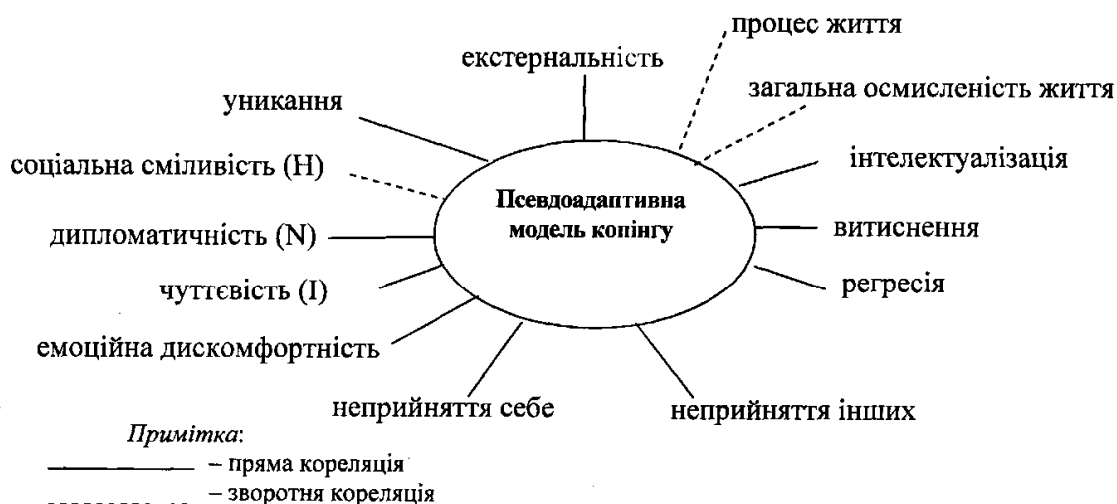 процес життя
екстернальність
загальна осмисленість життя
уникання
інтелектуалізація
соціальна сміливість (H)
Псевдоадаптивна
модель копінгу
дипломатичність (N)
витиснення
чуттєвість (I)
регресія
емоційна дискомфортність
неприйняття себе
неприйняття інших
Примітка:
– пряма кореляція
– зворотня кореляція